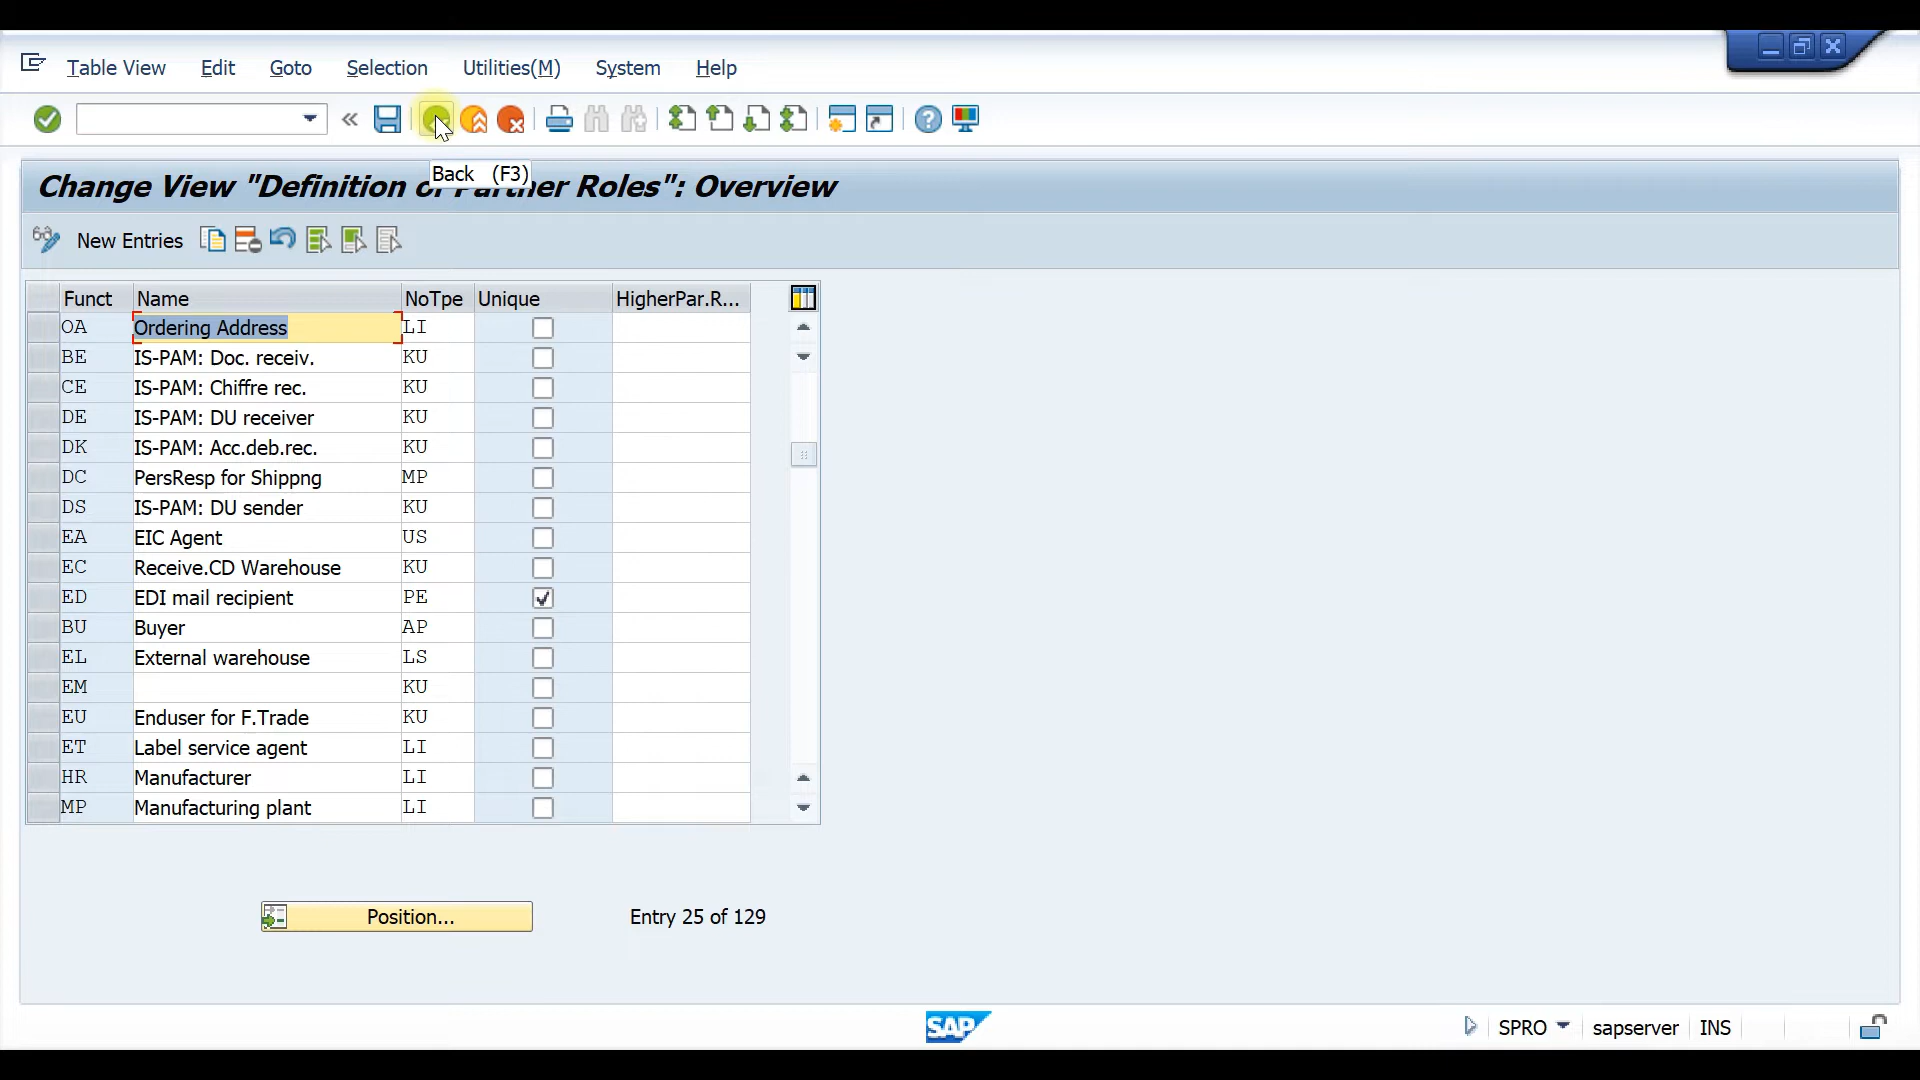 Table View Edit Goto Selection Utilities(M) System Help
Back (F3)
Change View "Definition of Partner Roles": Overview
New Entries
Funct Name NoTpe Unique HigherPar.R...
OA Ordering Address LI
BE IS-PAM: Doc. receiv. KU
CE IS-PAM: Chiffre rec. KU
DE IS-PAM: DU receiver KU
DK IS-PAM: Acc.deb.rec. KU
DC PersResp for Shippng MP
DS IS-PAM: DU sender KU
EA EIC Agent US
EC Receive.CD Warehouse KU
ED EDI mail recipient PE
BU Buyer AP
EL External warehouse LS
EM KU
EU Enduser for F.Trade KU
ET Label service agent LI
HR Manufacturer LI
MP Manufacturing plant LI
Position... Entry 25 of 129
SAP SPRO sapserver INS